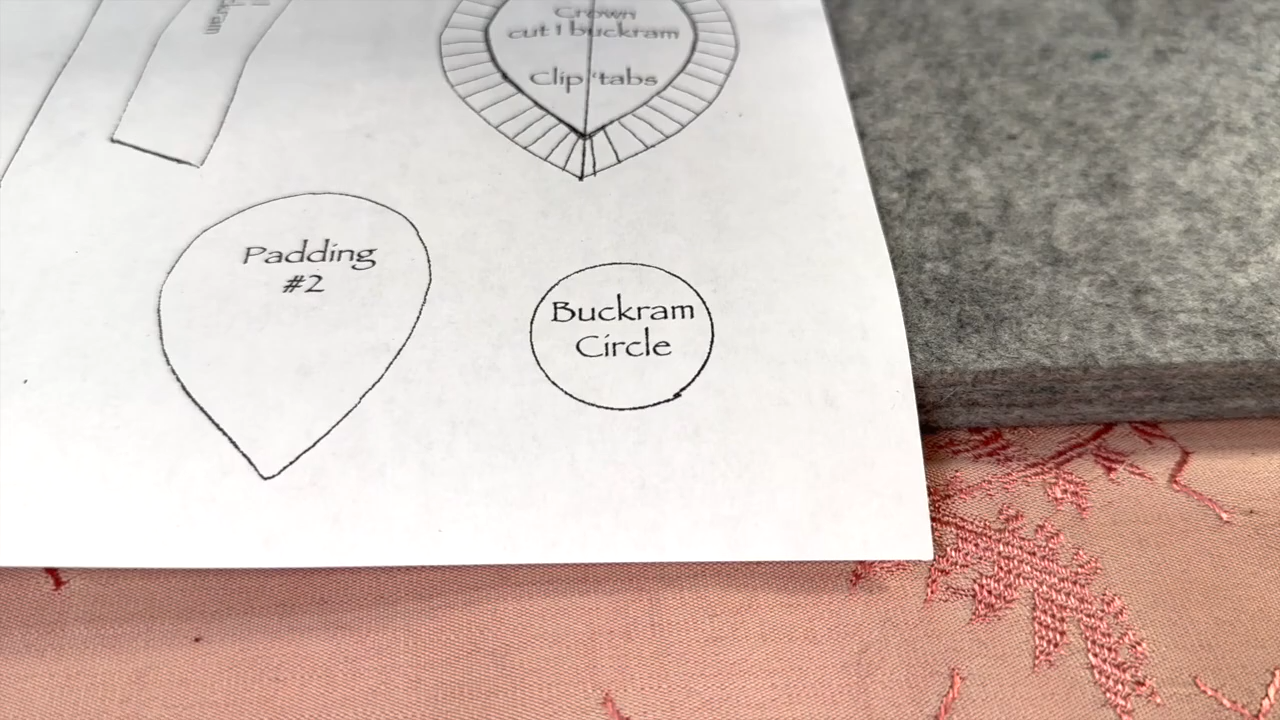 Crown
cut 1 buckram
Clip 'tabs
Padding
#2
Buckram
Circle